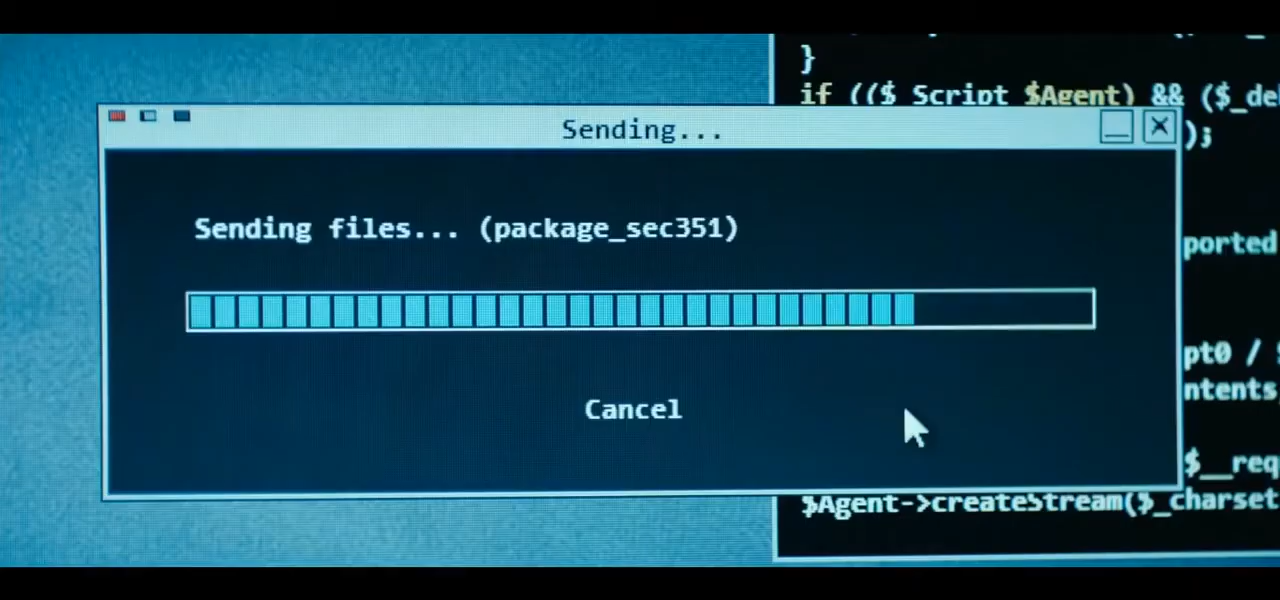 }
if (($ Script $Agent) && ($_de
Sending...
);
Sending files... (package_sec351)
ported
pt0 /
ntents
Cancel
$__req
$Agent->createStream($_charset